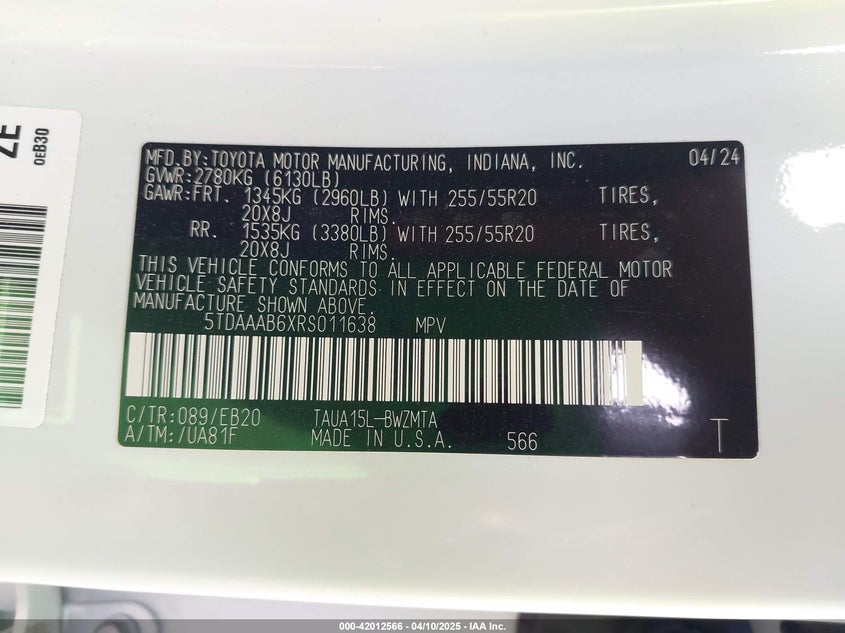 ZE
0EB30
MFD.BY:TOYOTA MOTOR MANUFACTURING, INDIANA, INC. 04/24
GVWR:2780KG (6130LB)
GAWR:FRT. 1345KG (2960LB) WITH 255/55R20 TIRES,
20X8J RIMS.
RR. 1535KG (3380LB) WITH 255/55R20 TIRES,
20X8J RIMS.
THIS VEHICLE CONFORMS TO ALL APPLICABLE FEDERAL MOTOR
VEHICLE SAFETY STANDARDS IN EFFECT ON THE DATE OF
MANUFACTURE SHOWN ABOVE.
5TDAAAB6XRS011638 MPV
C/TR:089/EB20 TAUA15L-BWZMTA
A/TM:/UA81F MADE IN U.S.A. 566 T
000-42012566 - 04/10/2025 - IAA Inc.